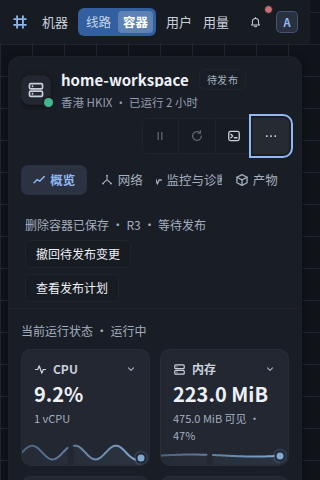 机器 线路 容器 用户 用量 A
home-workspace 待发布
香港 HKIX • 已运行 2 小时
概览 网络 监控与诊断 产物
删除容器已保存 • R3 • 等待发布
撤回待发布变更
查看发布计划
当前运行状态 • 运行中
CPU 内存
9.2% 223.0 MiB
1 vCPU 475.0 MiB 可见 •
47%